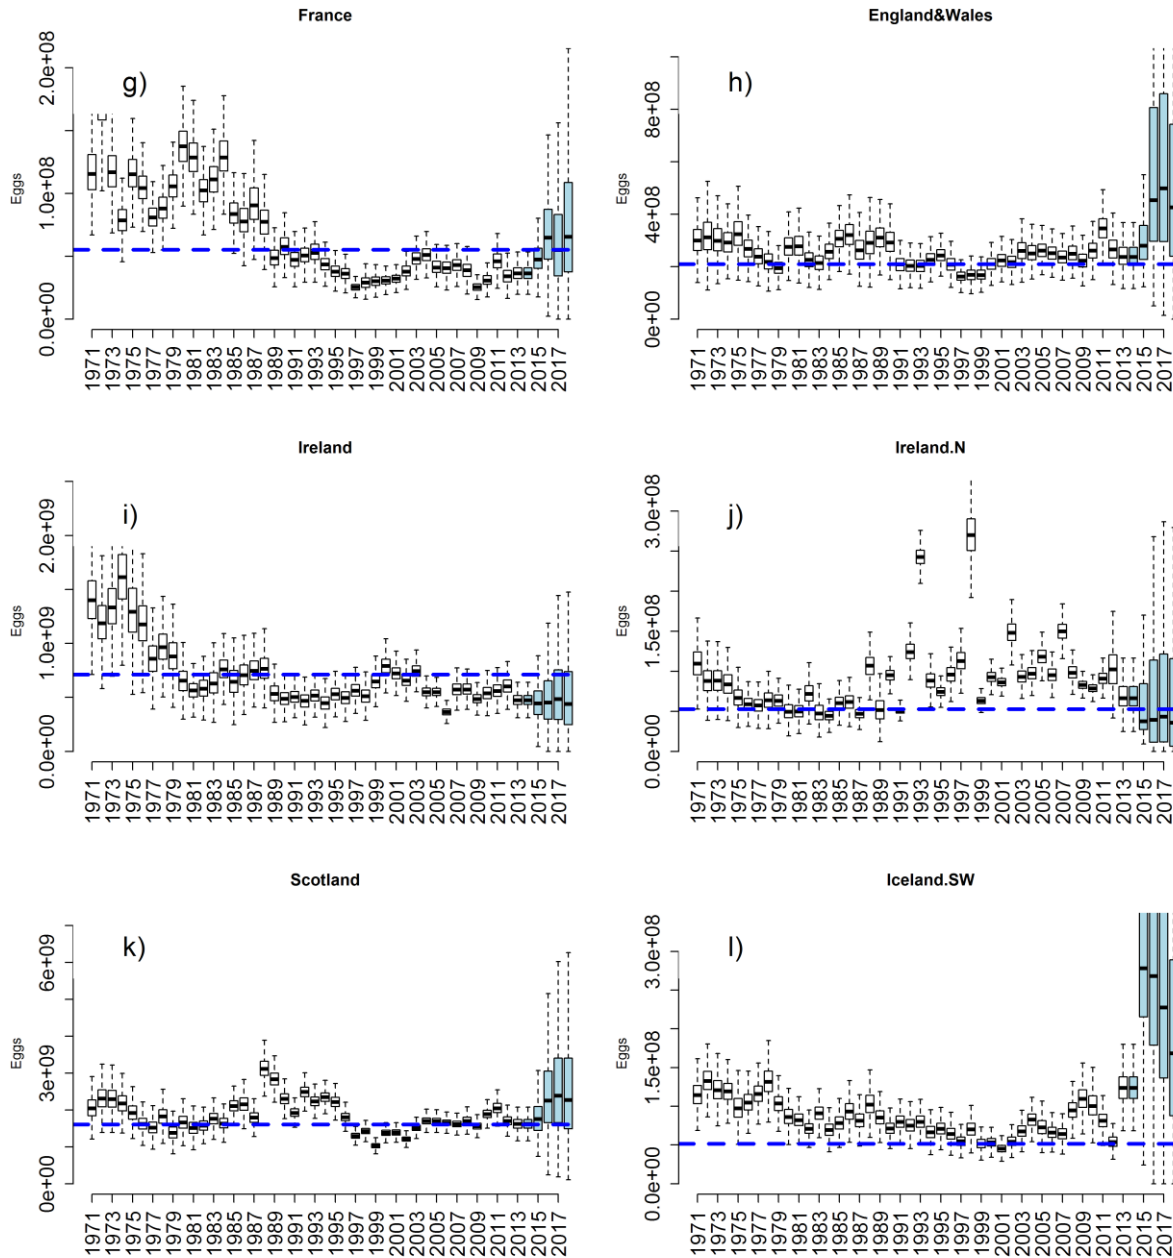 France
England&Wales
g)
h)
Eggs
0.0e+00 1.0e+08 2.0e+08
0e+00 4e+08 8e+08
1971 1973 1975 1977 1979 1981 1983 1985 1987 1989 1991 1993 1995 1997 1999 2001 2003 2005 2007 2009 2011 2013 2015 2017
1971 1973 1975 1977 1979 1981 1983 1985 1987 1989 1991 1993 1995 1997 1999 2001 2003 2005 2007 2009 2011 2013 2015 2017
Eggs
Ireland
Ireland.N
i)
j)
Eggs
0.0e+00 1.0e+09 2.0e+09
0.0e+00 1.5e+08 3.0e+08
1971 1973 1975 1977 1979 1981 1983 1985 1987 1989 1991 1993 1995 1997 1999 2001 2003 2005 2007 2009 2011 2013 2015 2017
1971 1973 1975 1977 1979 1981 1983 1985 1987 1989 1991 1993 1995 1997 1999 2001 2003 2005 2007 2009 2011 2013 2015 2017
Eggs
Scotland
Iceland.SW
k)
l)
Eggs
0e+00 3e+09 6e+09
0.0e+00 1.5e+08 3.0e+08
1971 1973 1975 1977 1979 1981 1983 1985 1987 1989 1991 1993 1995 1997 1999 2001 2003 2005 2007 2009 2011 2013 2015 2017
1971 1973 1975 1977 1979 1981 1983 1985 1987 1989 1991 1993 1995 1997 1999 2001 2003 2005 2007 2009 2011 2013 2015 2017
Eggs